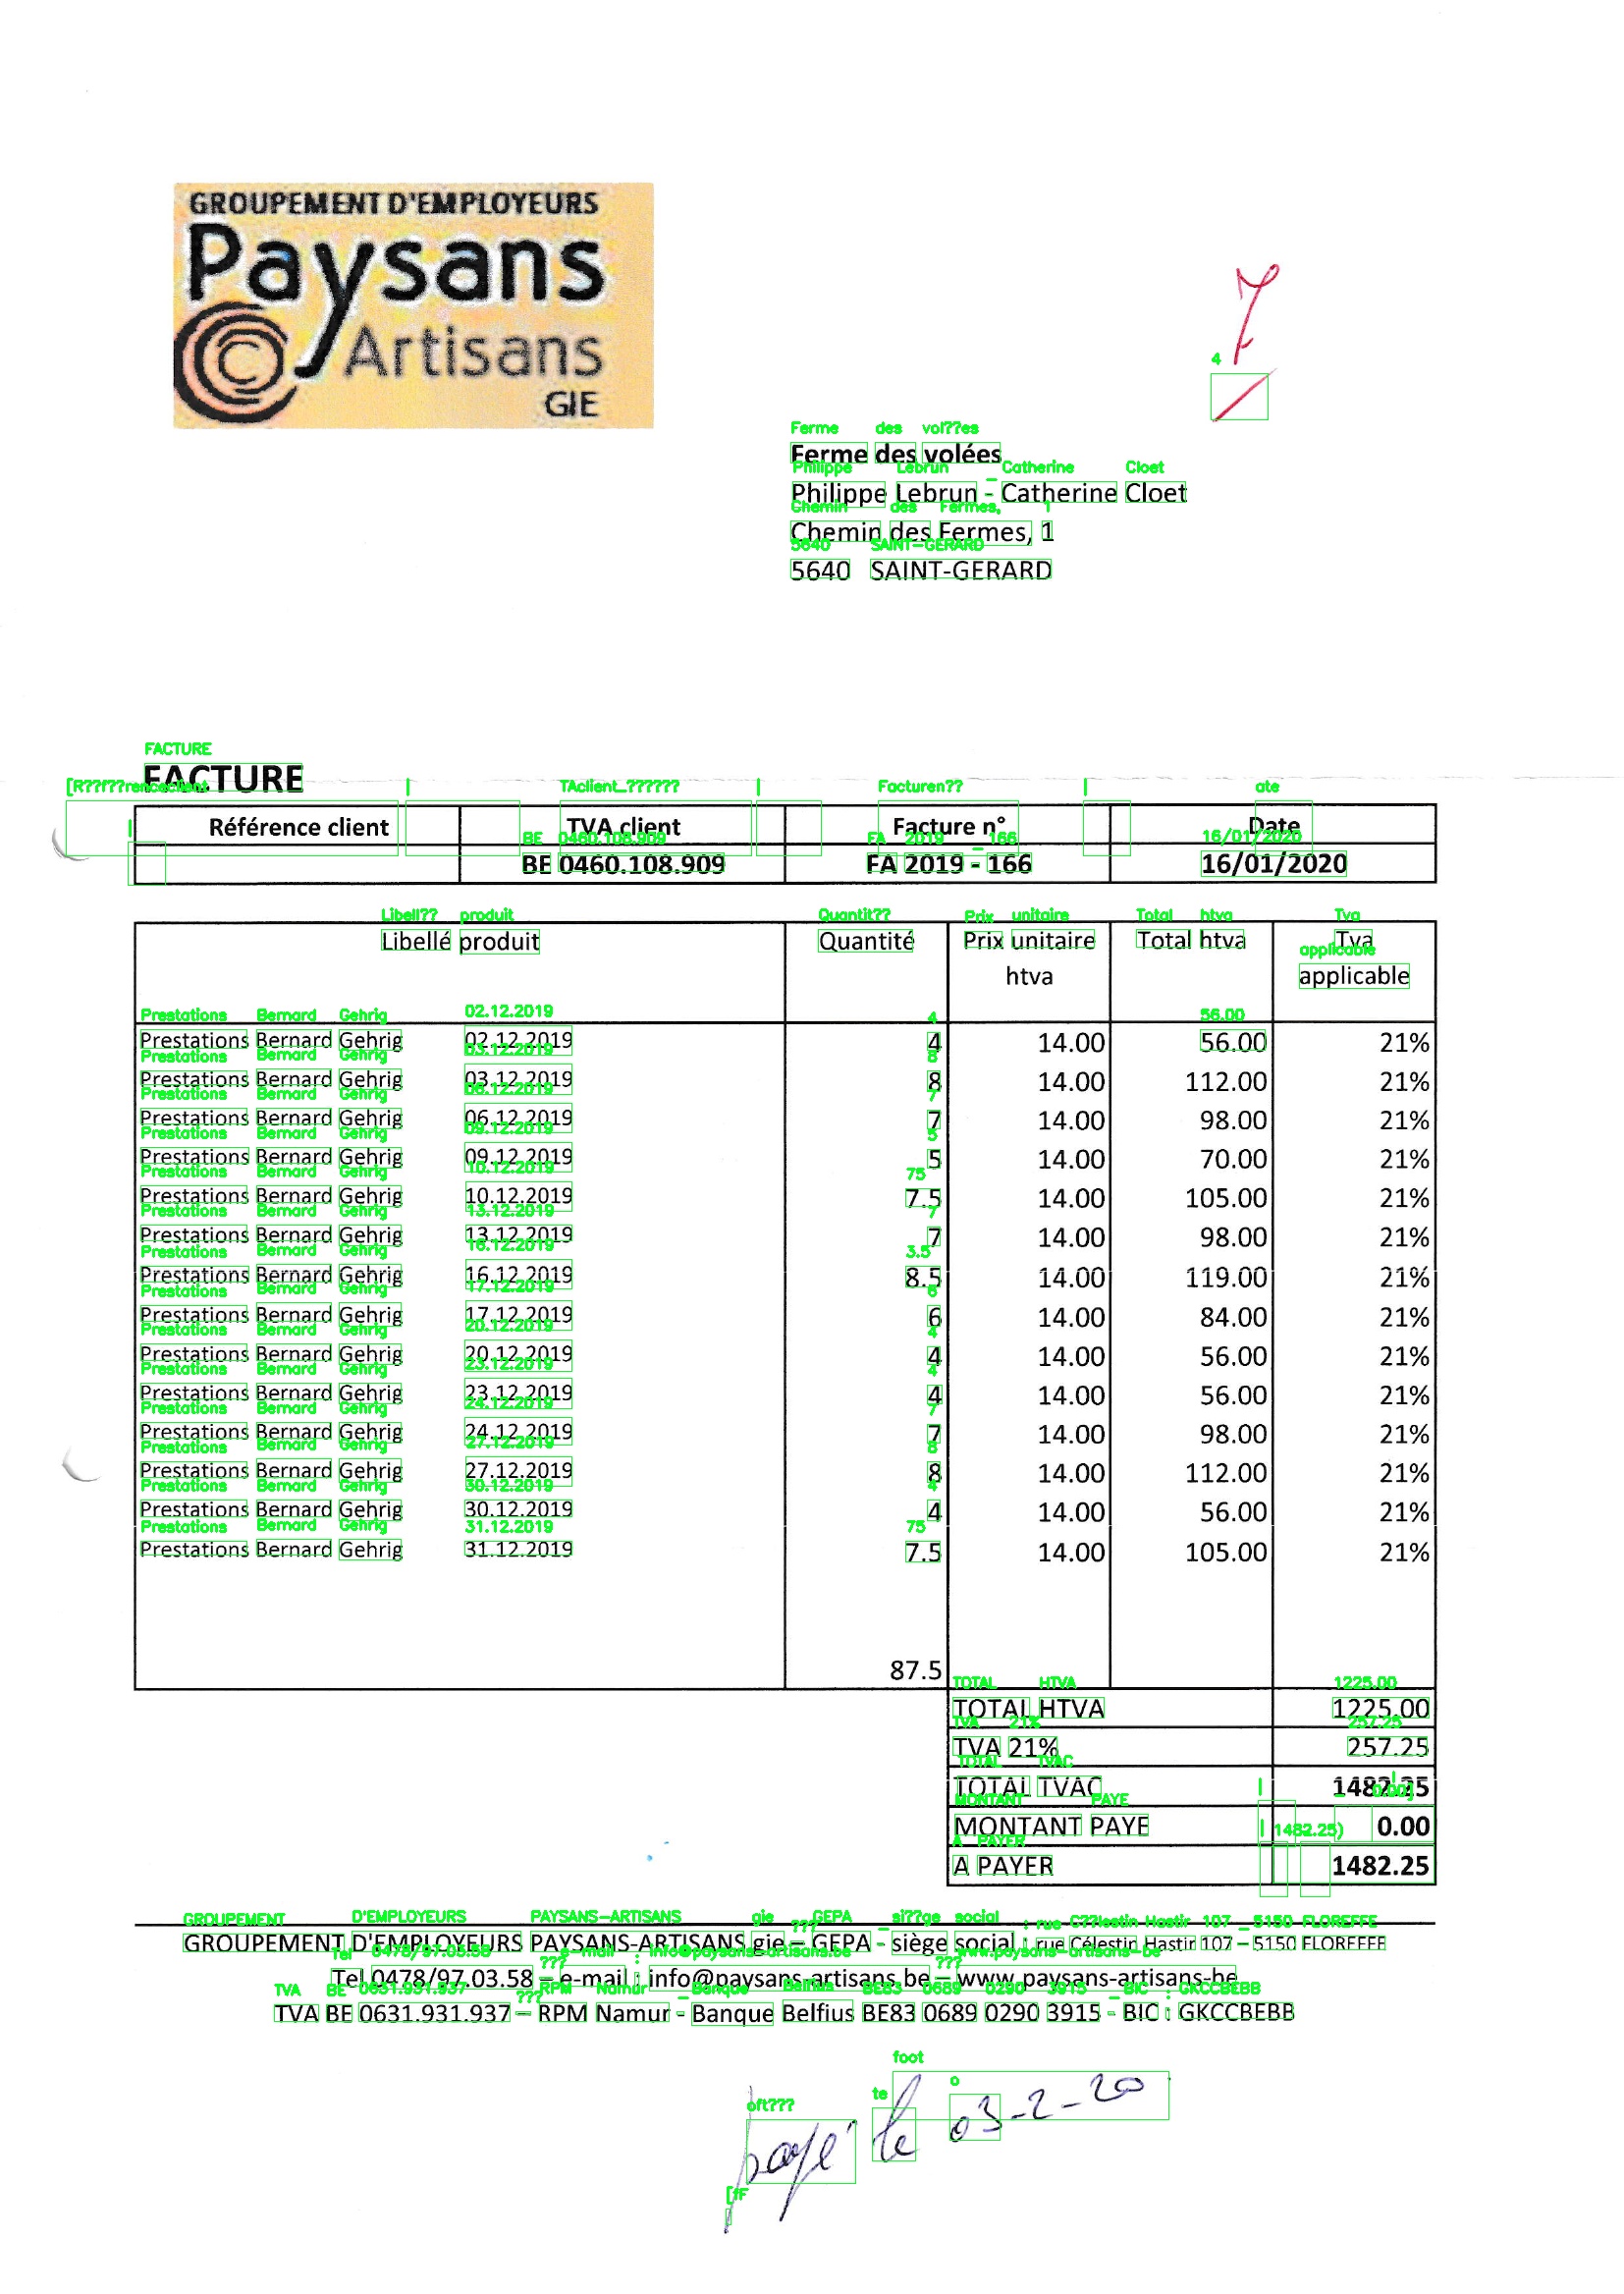 GROUPEMENT D'EMPLOYEURS
Paysans
Artisans
GIE
Ferme des volées
Philippe Lebrun - Catherine Cloet
Chemin des Fermes, 1
5640 SAINT-GERARD
FACTURE
Référence client TVA client Facture n° Date
BE 0460.108.909 FA 2019 - 166 16/01/2020
Libellé produit Quantité Prix unitaire Total htva Tva
htva applicable
Prestations Bernard Gehrig 02.12.2019 4 14.00 56.00 21%
Prestations Bernard Gehrig 03.12.2019 8 14.00 112.00 21%
Prestations Bernard Gehrig 06.12.2019 7 14.00 98.00 21%
Prestations Bernard Gehrig 09.12.2019 5 14.00 70.00 21%
Prestations Bernard Gehrig 10.12.2019 7.5 14.00 105.00 21%
Prestations Bernard Gehrig 13.12.2019 7 14.00 98.00 21%
Prestations Bernard Gehrig 16.12.2019 8.5 14.00 119.00 21%
Prestations Bernard Gehrig 17.12.2019 6 14.00 84.00 21%
Prestations Bernard Gehrig 20.12.2019 4 14.00 56.00 21%
Prestations Bernard Gehrig 23.12.2019 4 14.00 56.00 21%
Prestations Bernard Gehrig 24.12.2019 7 14.00 98.00 21%
Prestations Bernard Gehrig 27.12.2019 8 14.00 112.00 21%
Prestations Bernard Gehrig 30.12.2019 4 14.00 56.00 21%
Prestations Bernard Gehrig 31.12.2019 7.5 14.00 105.00 21%
87.5
TOTAL HTVA 1225.00
TVA 21% 257.25
TOTAL TVAC 1482.25
MONTANT PAYE 0.00
A PAYER 1482.25
GROUPEMENT D'EMPLOYEURS PAYSANS-ARTISANS gie – GEPA - siège social : rue Célestin Hastir 107 – 5150 FLOREFFE
Tel 0478/97.03.58 – e-mail : info@paysans-artisans.be – www.paysans-artisans-be
TVA BE 0631.931.937 – RPM Namur - Banque Belfius BE83 0689 0290 3915 - BIC : GKCCBEBB
payé le 03-2-20